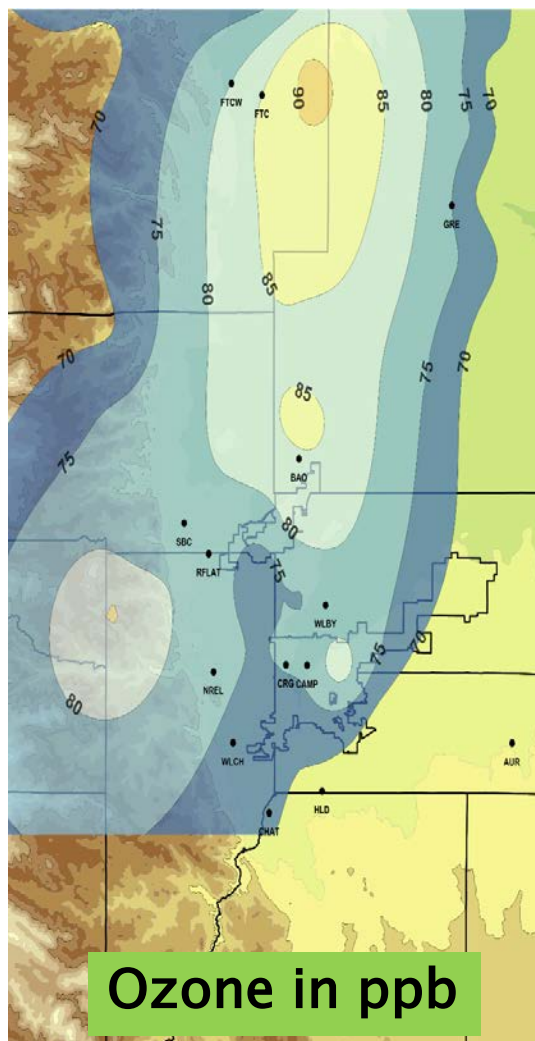 FTCW
FTC
90
85
80
75
70
70
75
GRE
80
85
70
75
70
75
85
BAO
80
SBC
RFLAT
75
WLBY
70
75
CRG
CAMP
NREL
80
WLCH
AUR
HLD
CHAT
Ozone in ppb